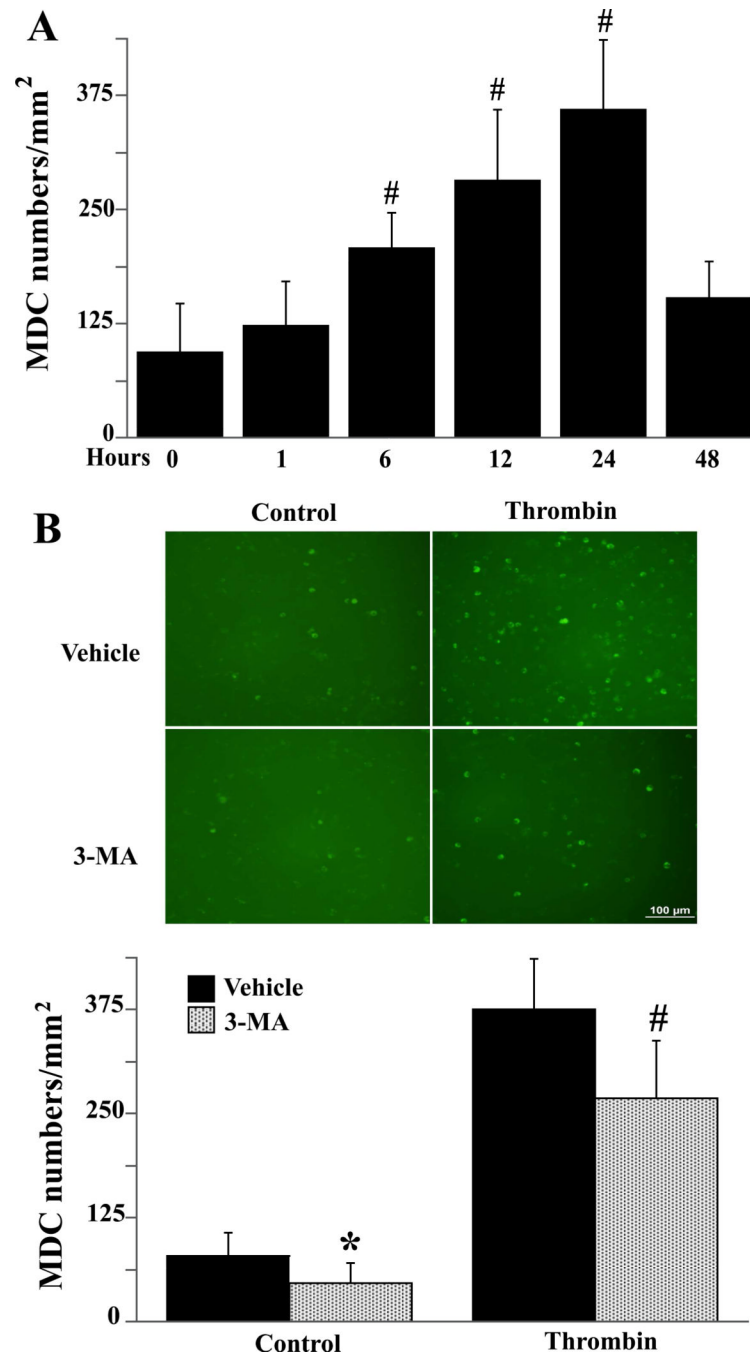 A
MDC numbers/mm²
375
250
125
0
#
#
#
Hours 0 1 6 12 24 48
B
Control Thrombin
Vehicle
3-MA
100 µm
MDC numbers/mm²
375
250
125
0
Vehicle
3-MA
*
#
Control Thrombin